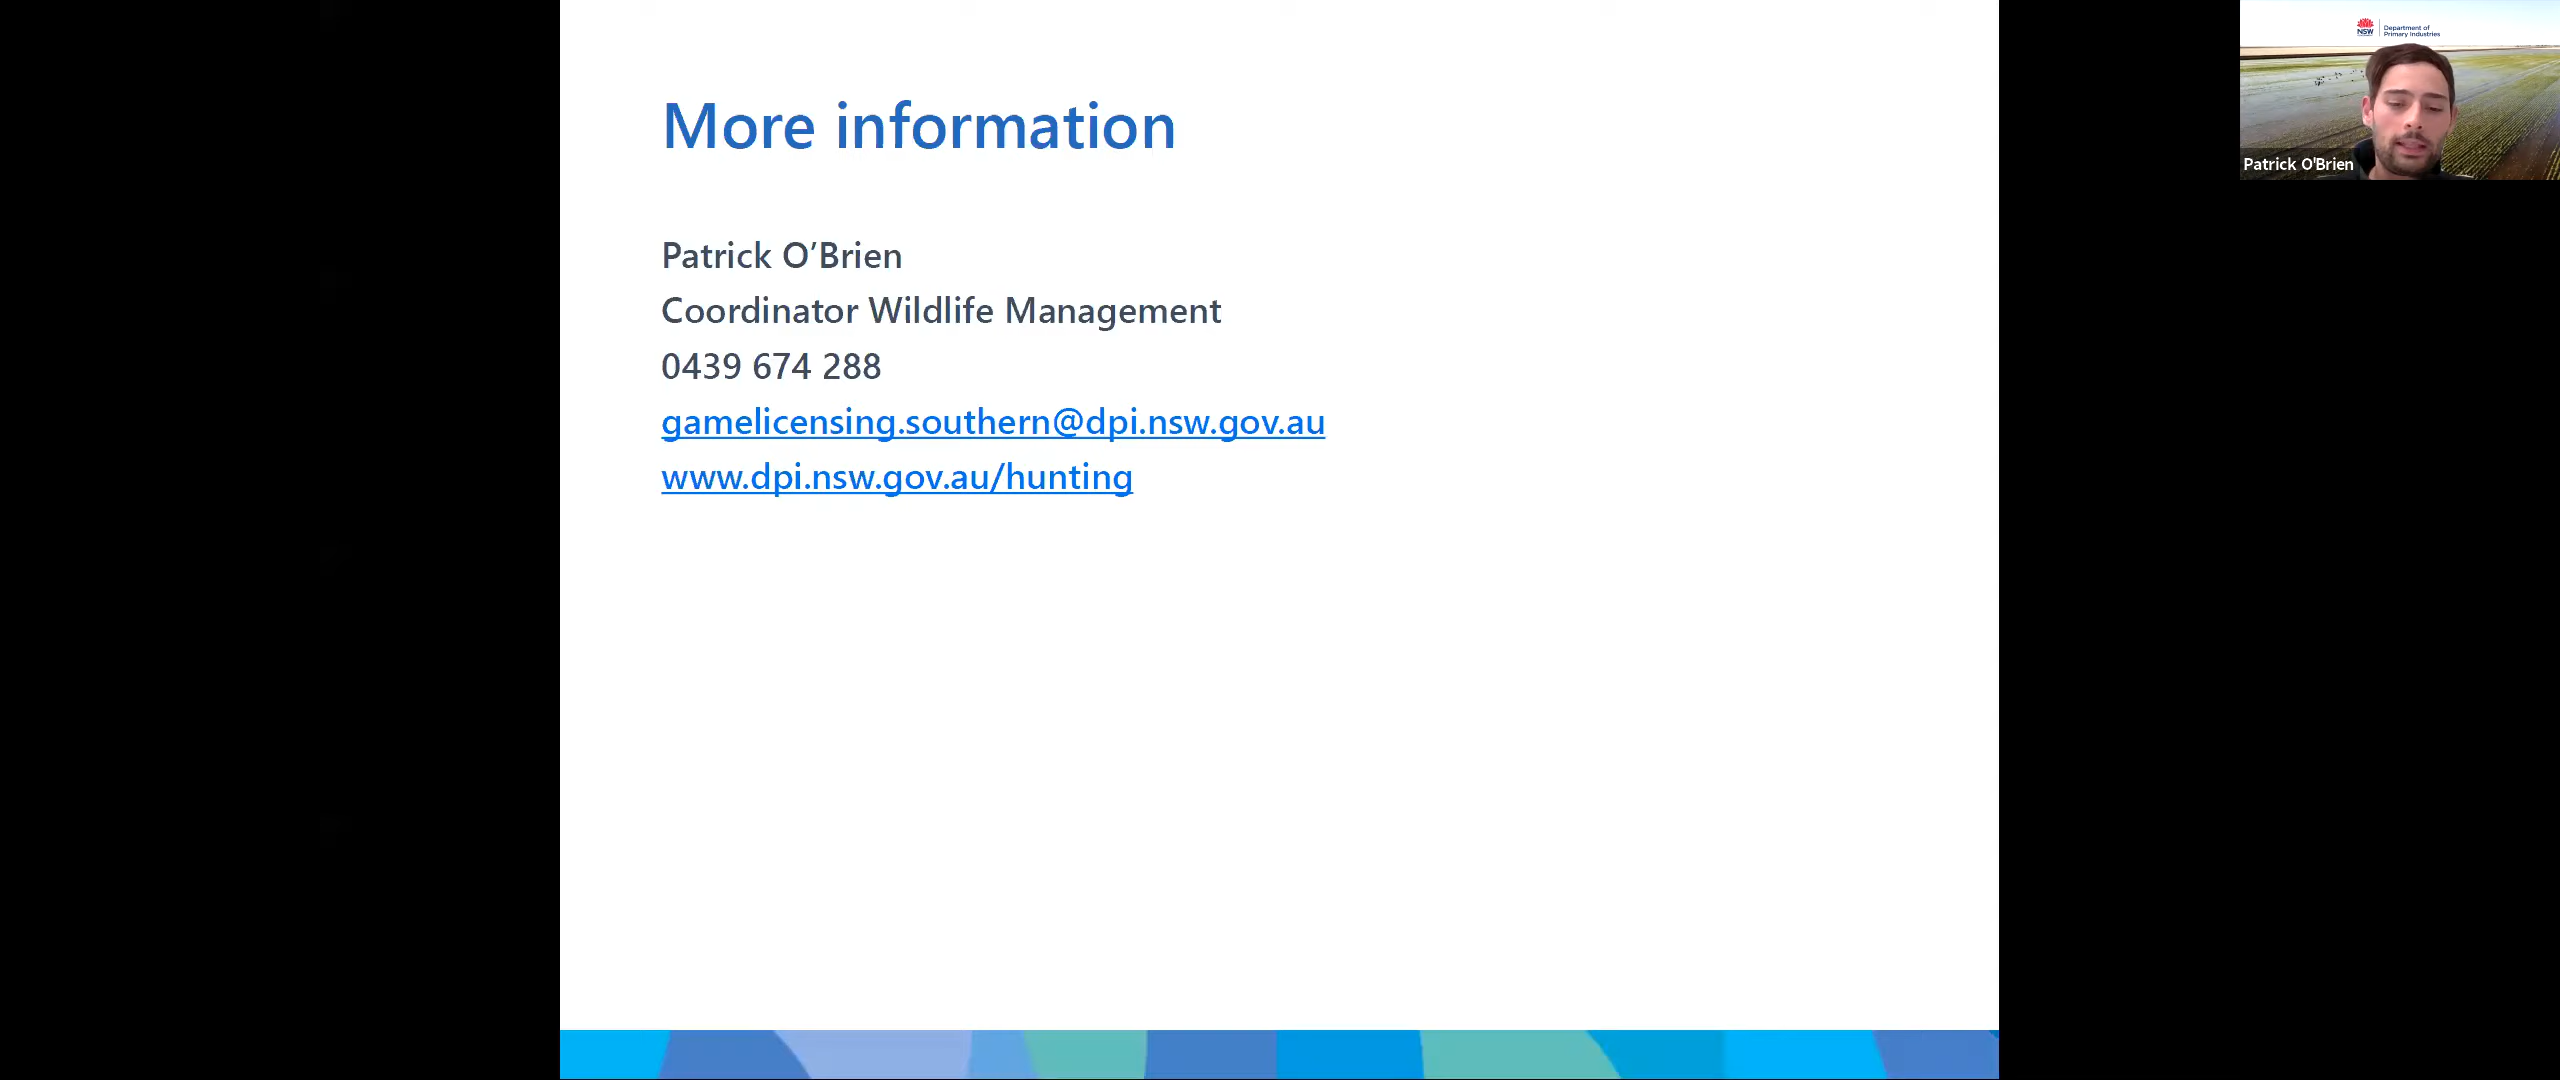 More information
Patrick O’Brien
Coordinator Wildlife Management
0439 674 288
gamelicensing.southern@dpi.nsw.gov.au
www.dpi.nsw.gov.au/hunting
NSW
Department of
Primary Industries
Patrick O'Brien